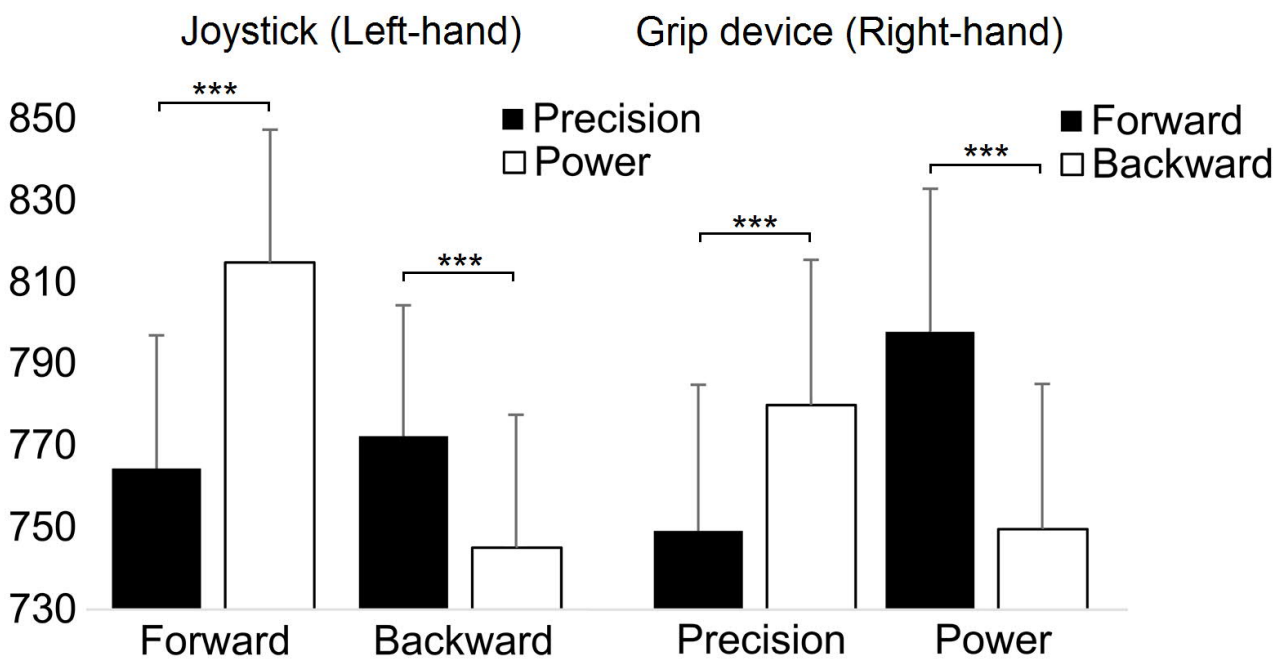 Joystick (Left-hand)
Grip device (Right-hand)
***
***
***
***
Precision
Power
Forward
Backward
850
830
810
790
770
750
730
Forward
Backward
Precision
Power